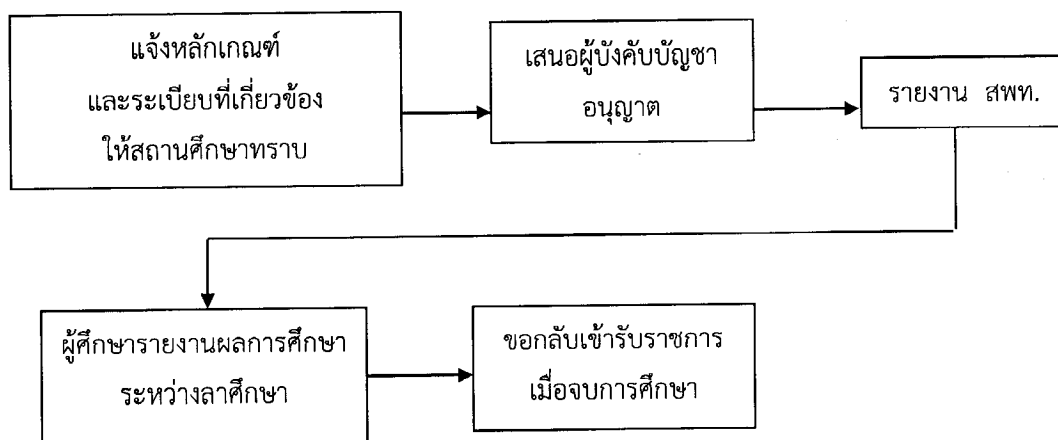 แจ้งหลักเกณฑ์
และระเบียบที่เกี่ยวข้อง
ให้สถานศึกษาทราบ
เสนอผู้บังคับบัญชา
อนุญาต
รายงาน สพท.
ผู้ศึกษารายงานผลการศึกษา
ระหว่างลาศึกษา
ขอกลับเข้ารับราชการ
เมื่อจบการศึกษา